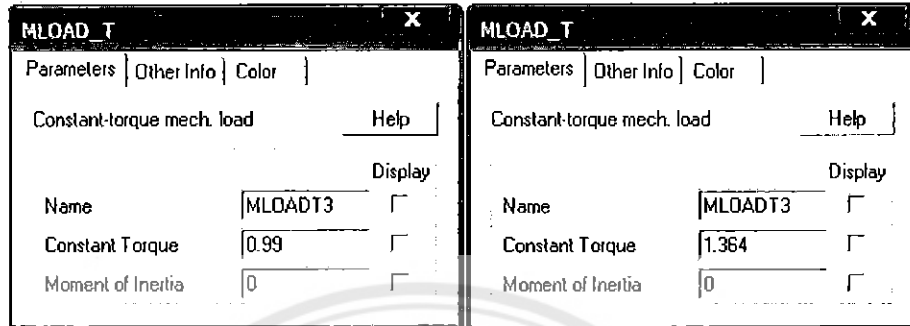 MLOAD_T x
Parameters Other Info Color
Constant-torque mech. load Help
Display
Name MLOADT3
Constant Torque 0.99
Moment of Inertia 0
MLOAD_T x
Parameters Other Info Color
Constant-torque mech. load Help
Display
Name MLOADT3
Constant Torque 1.364
Moment of Inertia 0